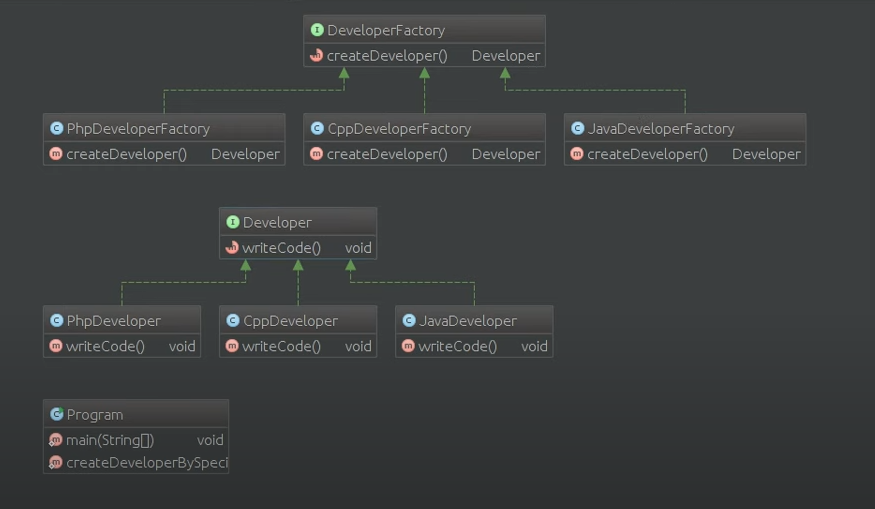 I DeveloperFactory
m createDeveloper() Developer
C PhpDeveloperFactory
m createDeveloper() Developer
C CppDeveloperFactory
m createDeveloper() Developer
C JavaDeveloperFactory
m createDeveloper() Developer
I Developer
m writeCode() void
C PhpDeveloper
m writeCode() void
C CppDeveloper
m writeCode() void
C JavaDeveloper
m writeCode() void
C Program
m main(String[]) void
m createDeveloperBySpeci